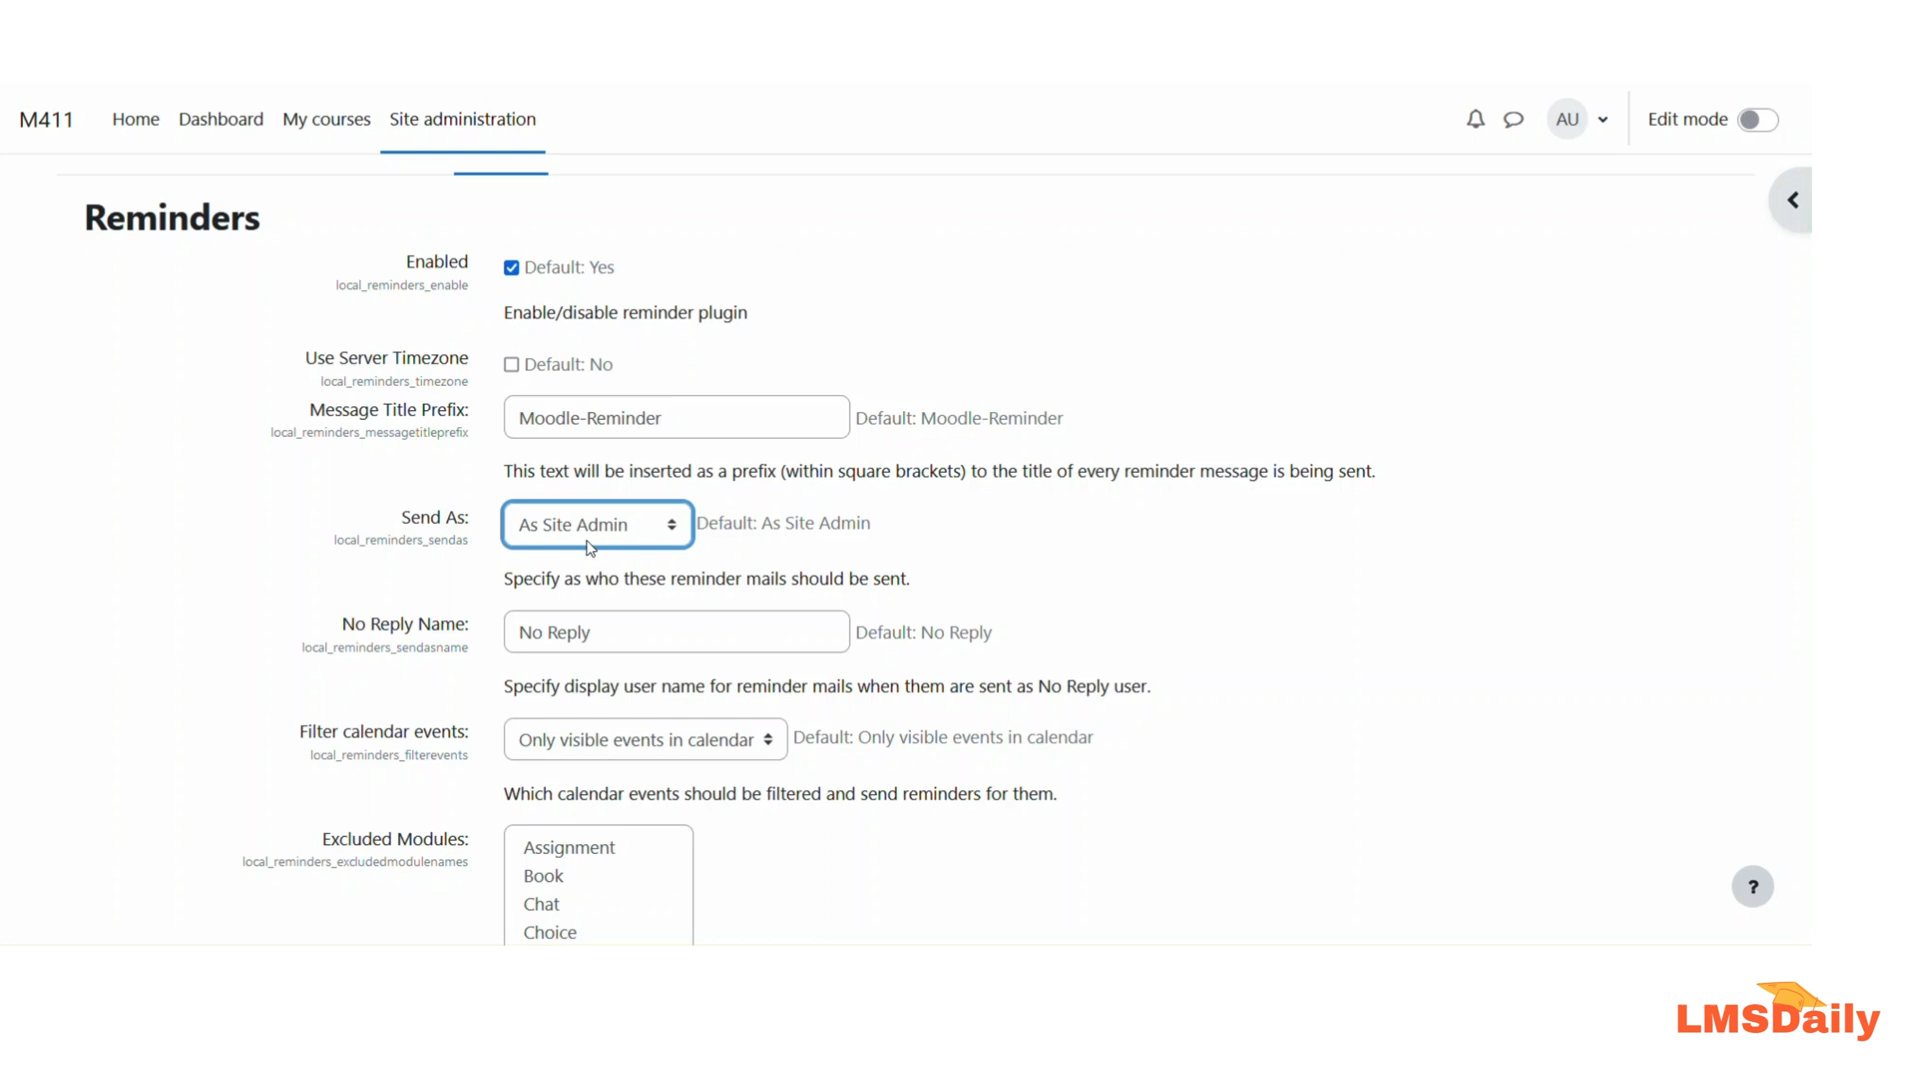 M411 Home Dashboard My courses Site administration AU Edit mode
Reminders
Enabled Default: Yes
local_reminders_enable
Enable/disable reminder plugin
Use Server Timezone Default: No
local_reminders_timezone
Message Title Prefix: Moodle-Reminder Default: Moodle-Reminder
local_reminders_messagetitleprefix
This text will be inserted as a prefix (within square brackets) to the title of every reminder message is being sent.
Send As: As Site Admin Default: As Site Admin
local_reminders_sendas
Specify as who these reminder mails should be sent.
No Reply Name: No Reply Default: No Reply
local_reminders_sendasname
Specify display user name for reminder mails when them are sent as No Reply user.
Filter calendar events: Only visible events in calendar Default: Only visible events in calendar
local_reminders_filterevents
Which calendar events should be filtered and send reminders for them.
Excluded Modules: Assignment
local_reminders_excludedmodulenames
Book
Chat
Choice
?
LMSDaily